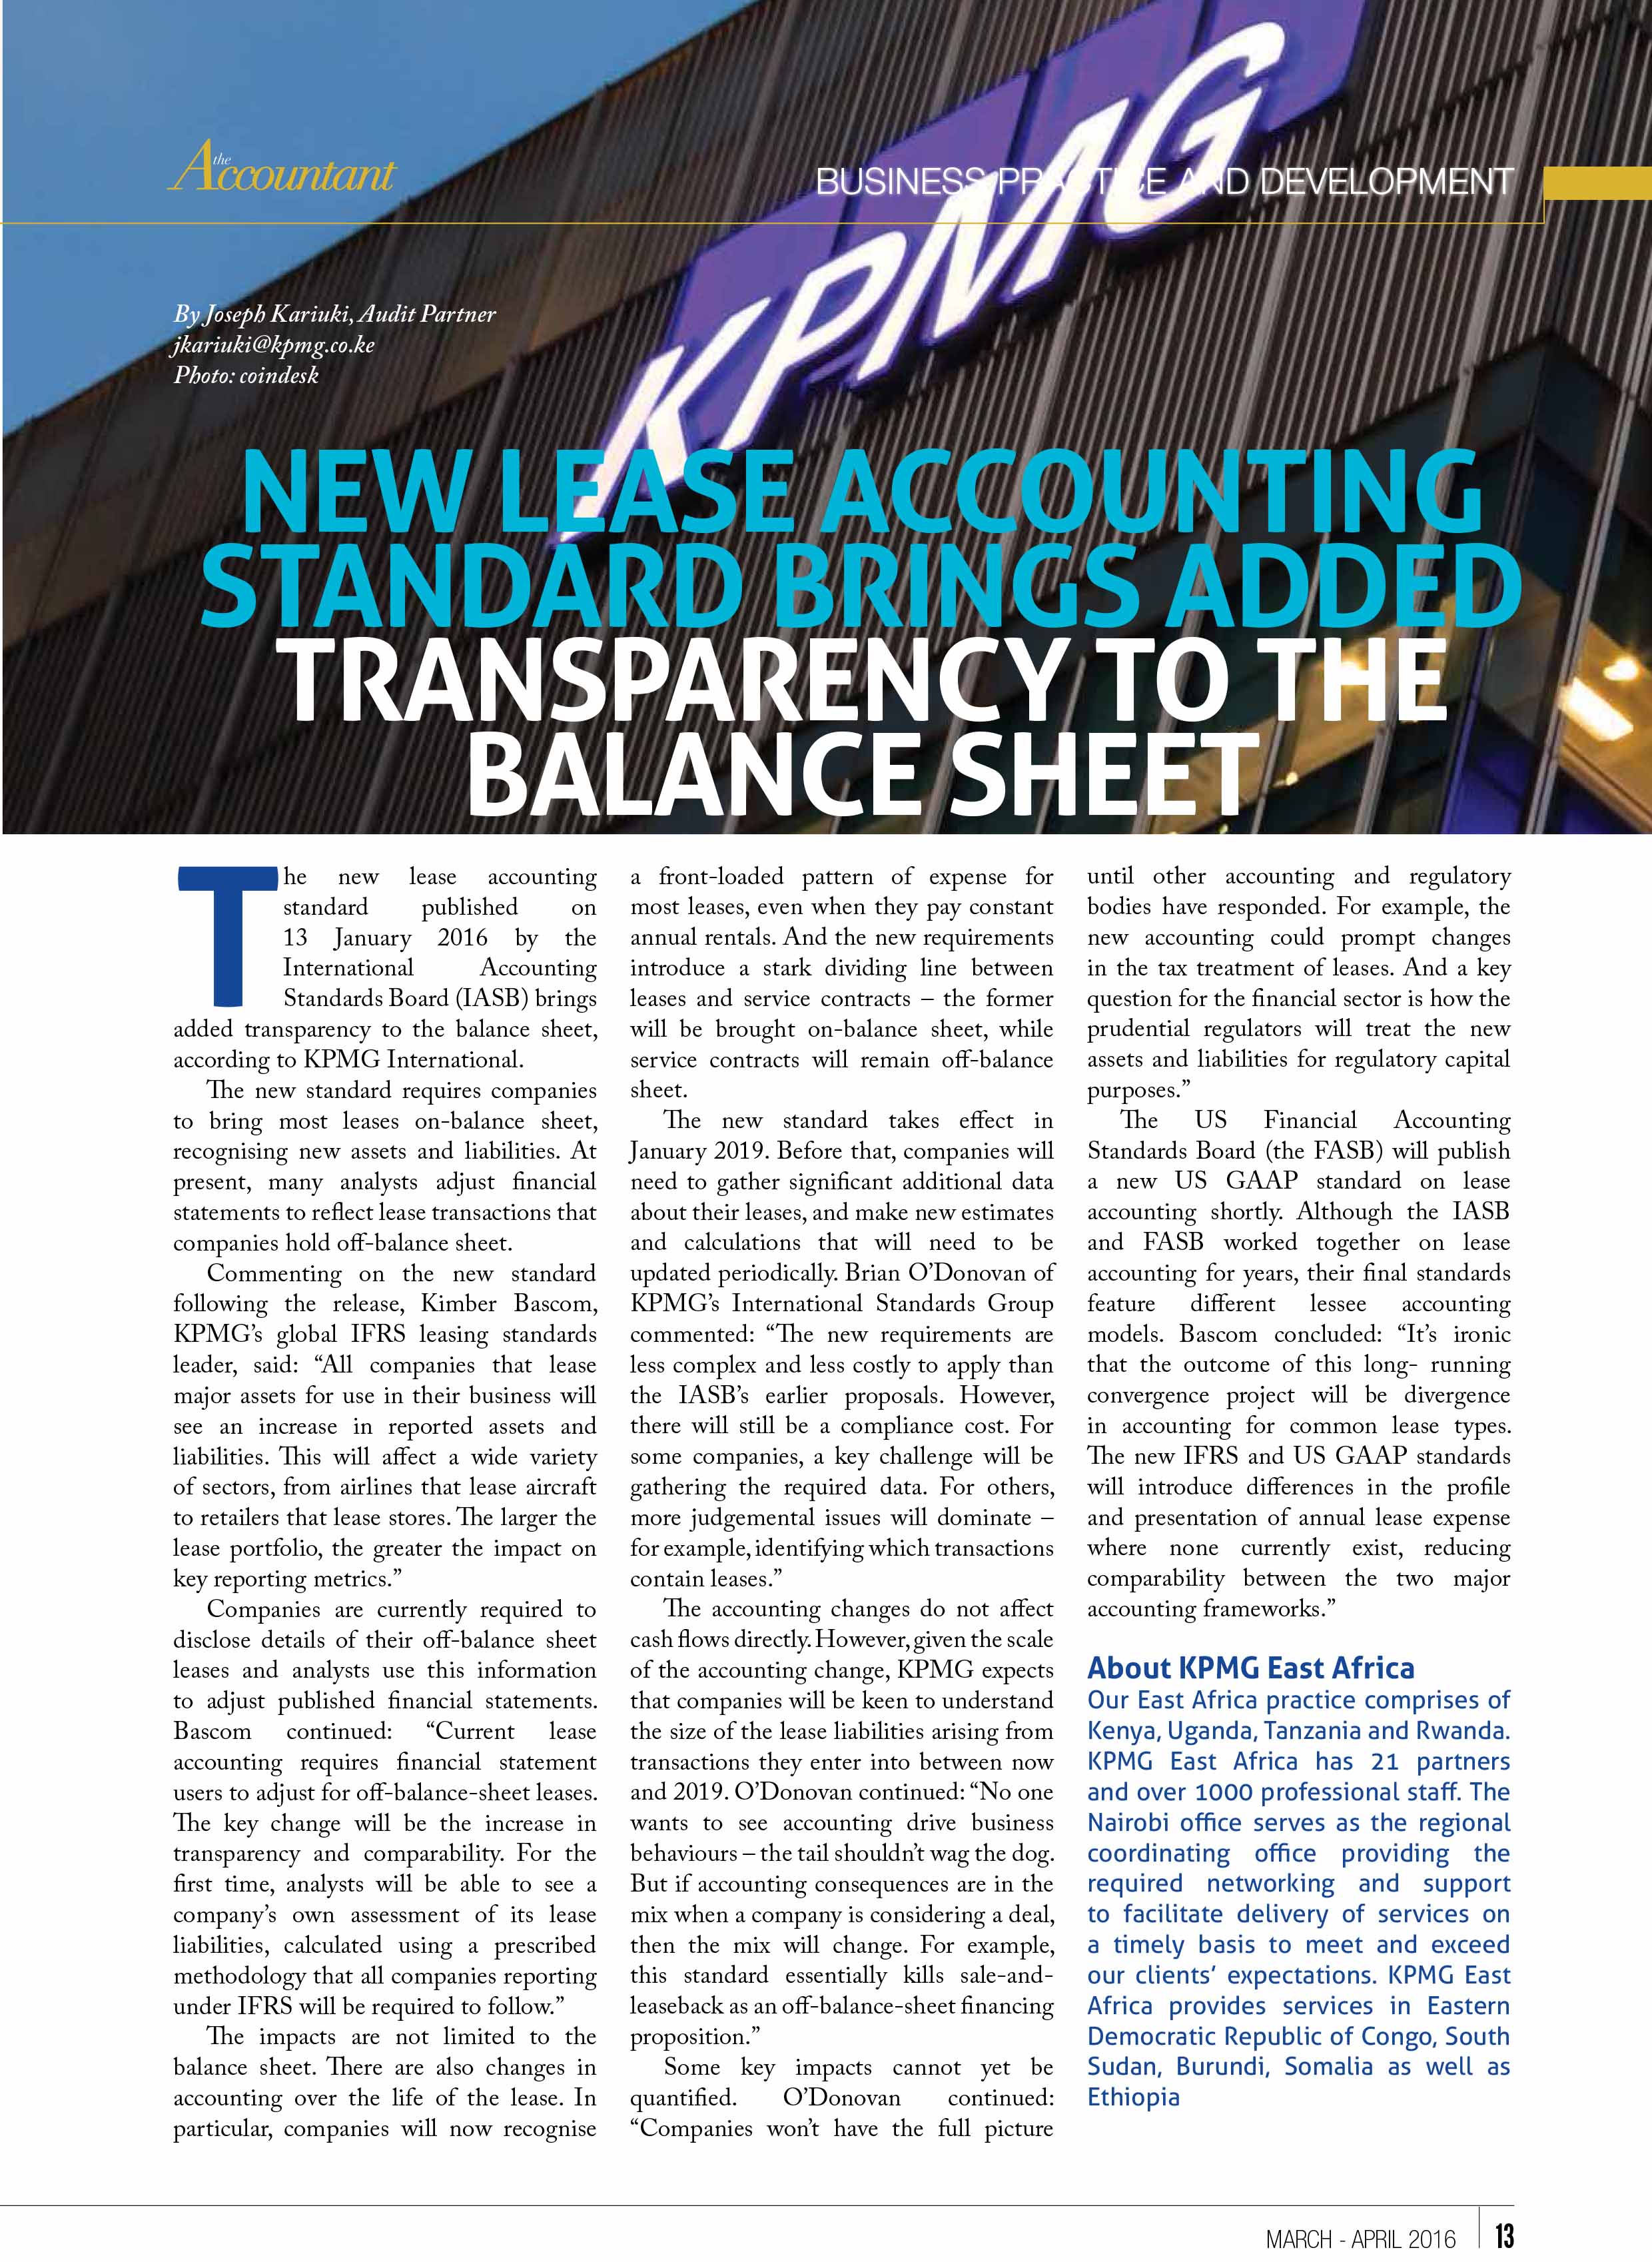 the
Accountant
BUSINESS PRACTICE AND DEVELOPMENT
KPMG
By Joseph Kariuki, Audit Partner
jkariuki@kpmg.co.ke
Photo: coindesk
NEW LEASE ACCOUNTING
STANDARD BRINGS ADDED
TRANSPARENCY TO THE
BALANCE SHEET
The new lease accounting
standard published on
13 January 2016 by the
International Accounting
Standards Board (IASB) brings
added transparency to the balance sheet,
according to KPMG International.
The new standard requires companies
to bring most leases on-balance sheet,
recognising new assets and liabilities. At
present, many analysts adjust financial
statements to reflect lease transactions that
companies hold off-balance sheet.
Commenting on the new standard
following the release, Kimber Bascom,
KPMG's global IFRS leasing standards
leader, said: “All companies that lease
major assets for use in their business will
see an increase in reported assets and
liabilities. This will affect a wide variety
of sectors, from airlines that lease aircraft
to retailers that lease stores. The larger the
lease portfolio, the greater the impact on
key reporting metrics.”
Companies are currently required to
disclose details of their off-balance sheet
leases and analysts use this information
to adjust published financial statements.
Bascom continued: “Current lease
accounting requires financial statement
users to adjust for off-balance-sheet leases.
The key change will be the increase in
transparency and comparability. For the
first time, analysts will be able to see a
company's own assessment of its lease
liabilities, calculated using a prescribed
methodology that all companies reporting
under IFRS will be required to follow.”
The impacts are not limited to the
balance sheet. There are also changes in
accounting over the life of the lease. In
particular, companies will now recognise
a front-loaded pattern of expense for
most leases, even when they pay constant
annual rentals. And the new requirements
introduce a stark dividing line between
leases and service contracts – the former
will be brought on-balance sheet, while
service contracts will remain off-balance
sheet.
The new standard takes effect in
January 2019. Before that, companies will
need to gather significant additional data
about their leases, and make new estimates
and calculations that will need to be
updated periodically. Brian O'Donovan of
KPMG's International Standards Group
commented: “The new requirements are
less complex and less costly to apply than
the IASB's earlier proposals. However,
there will still be a compliance cost. For
some companies, a key challenge will be
gathering the required data. For others,
more judgemental issues will dominate –
for example, identifying which transactions
contain leases.”
The accounting changes do not affect
cash flows directly. However, given the scale
of the accounting change, KPMG expects
that companies will be keen to understand
the size of the lease liabilities arising from
transactions they enter into between now
and 2019. O'Donovan continued: “No one
wants to see accounting drive business
behaviours – the tail shouldn't wag the dog.
But if accounting consequences are in the
mix when a company is considering a deal,
then the mix will change. For example,
this standard essentially kills sale-and-
leaseback as an off-balance-sheet financing
proposition.”
Some key impacts cannot yet be
quantified. O'Donovan continued:
“Companies won't have the full picture
until other accounting and regulatory
bodies have responded. For example, the
new accounting could prompt changes
in the tax treatment of leases. And a key
question for the financial sector is how the
prudential regulators will treat the new
assets and liabilities for regulatory capital
purposes.”
The US Financial Accounting
Standards Board (the FASB) will publish
a new US GAAP standard on lease
accounting shortly. Although the IASB
and FASB worked together on lease
accounting for years, their final standards
feature different lessee accounting
models. Bascom concluded: “It's ironic
that the outcome of this long- running
convergence project will be divergence
in accounting for common lease types.
The new IFRS and US GAAP standards
will introduce differences in the profile
and presentation of annual lease expense
where none currently exist, reducing
comparability between the two major
accounting frameworks.”
About KPMG East Africa
Our East Africa practice comprises of
Kenya, Uganda, Tanzania and Rwanda.
KPMG East Africa has 21 partners
and over 1000 professional staff. The
Nairobi office serves as the regional
coordinating office providing the
required networking and support
to facilitate delivery of services on
a timely basis to meet and exceed
our clients' expectations. KPMG East
Africa provides services in Eastern
Democratic Republic of Congo, South
Sudan, Burundi, Somalia as well as
Ethiopia
MARCH - APRIL 2016 13